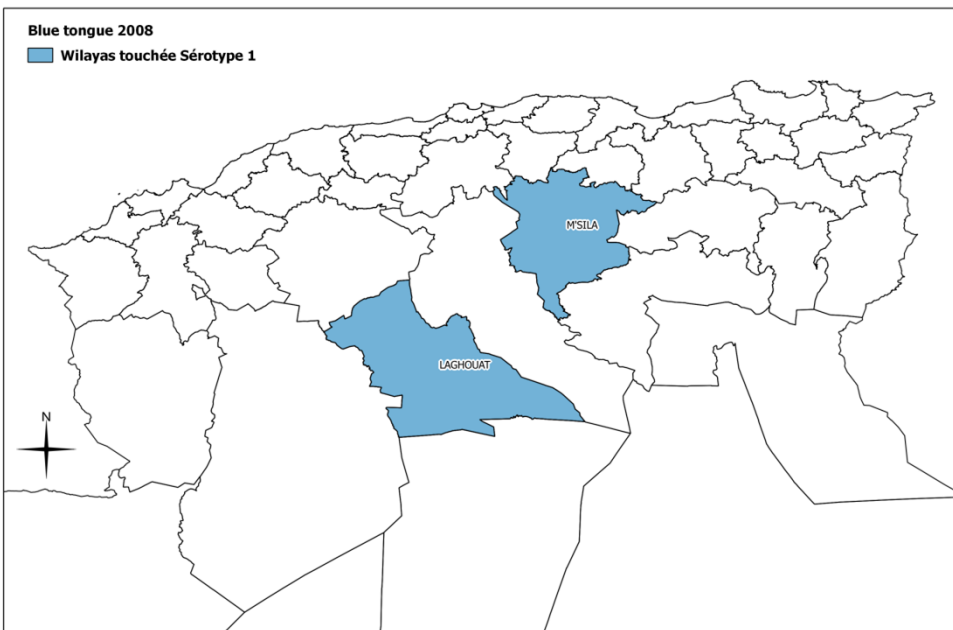 Blue tongue 2008
Wilayas touchée Sérotype 1
M'SILA
LAGHOUAT
N